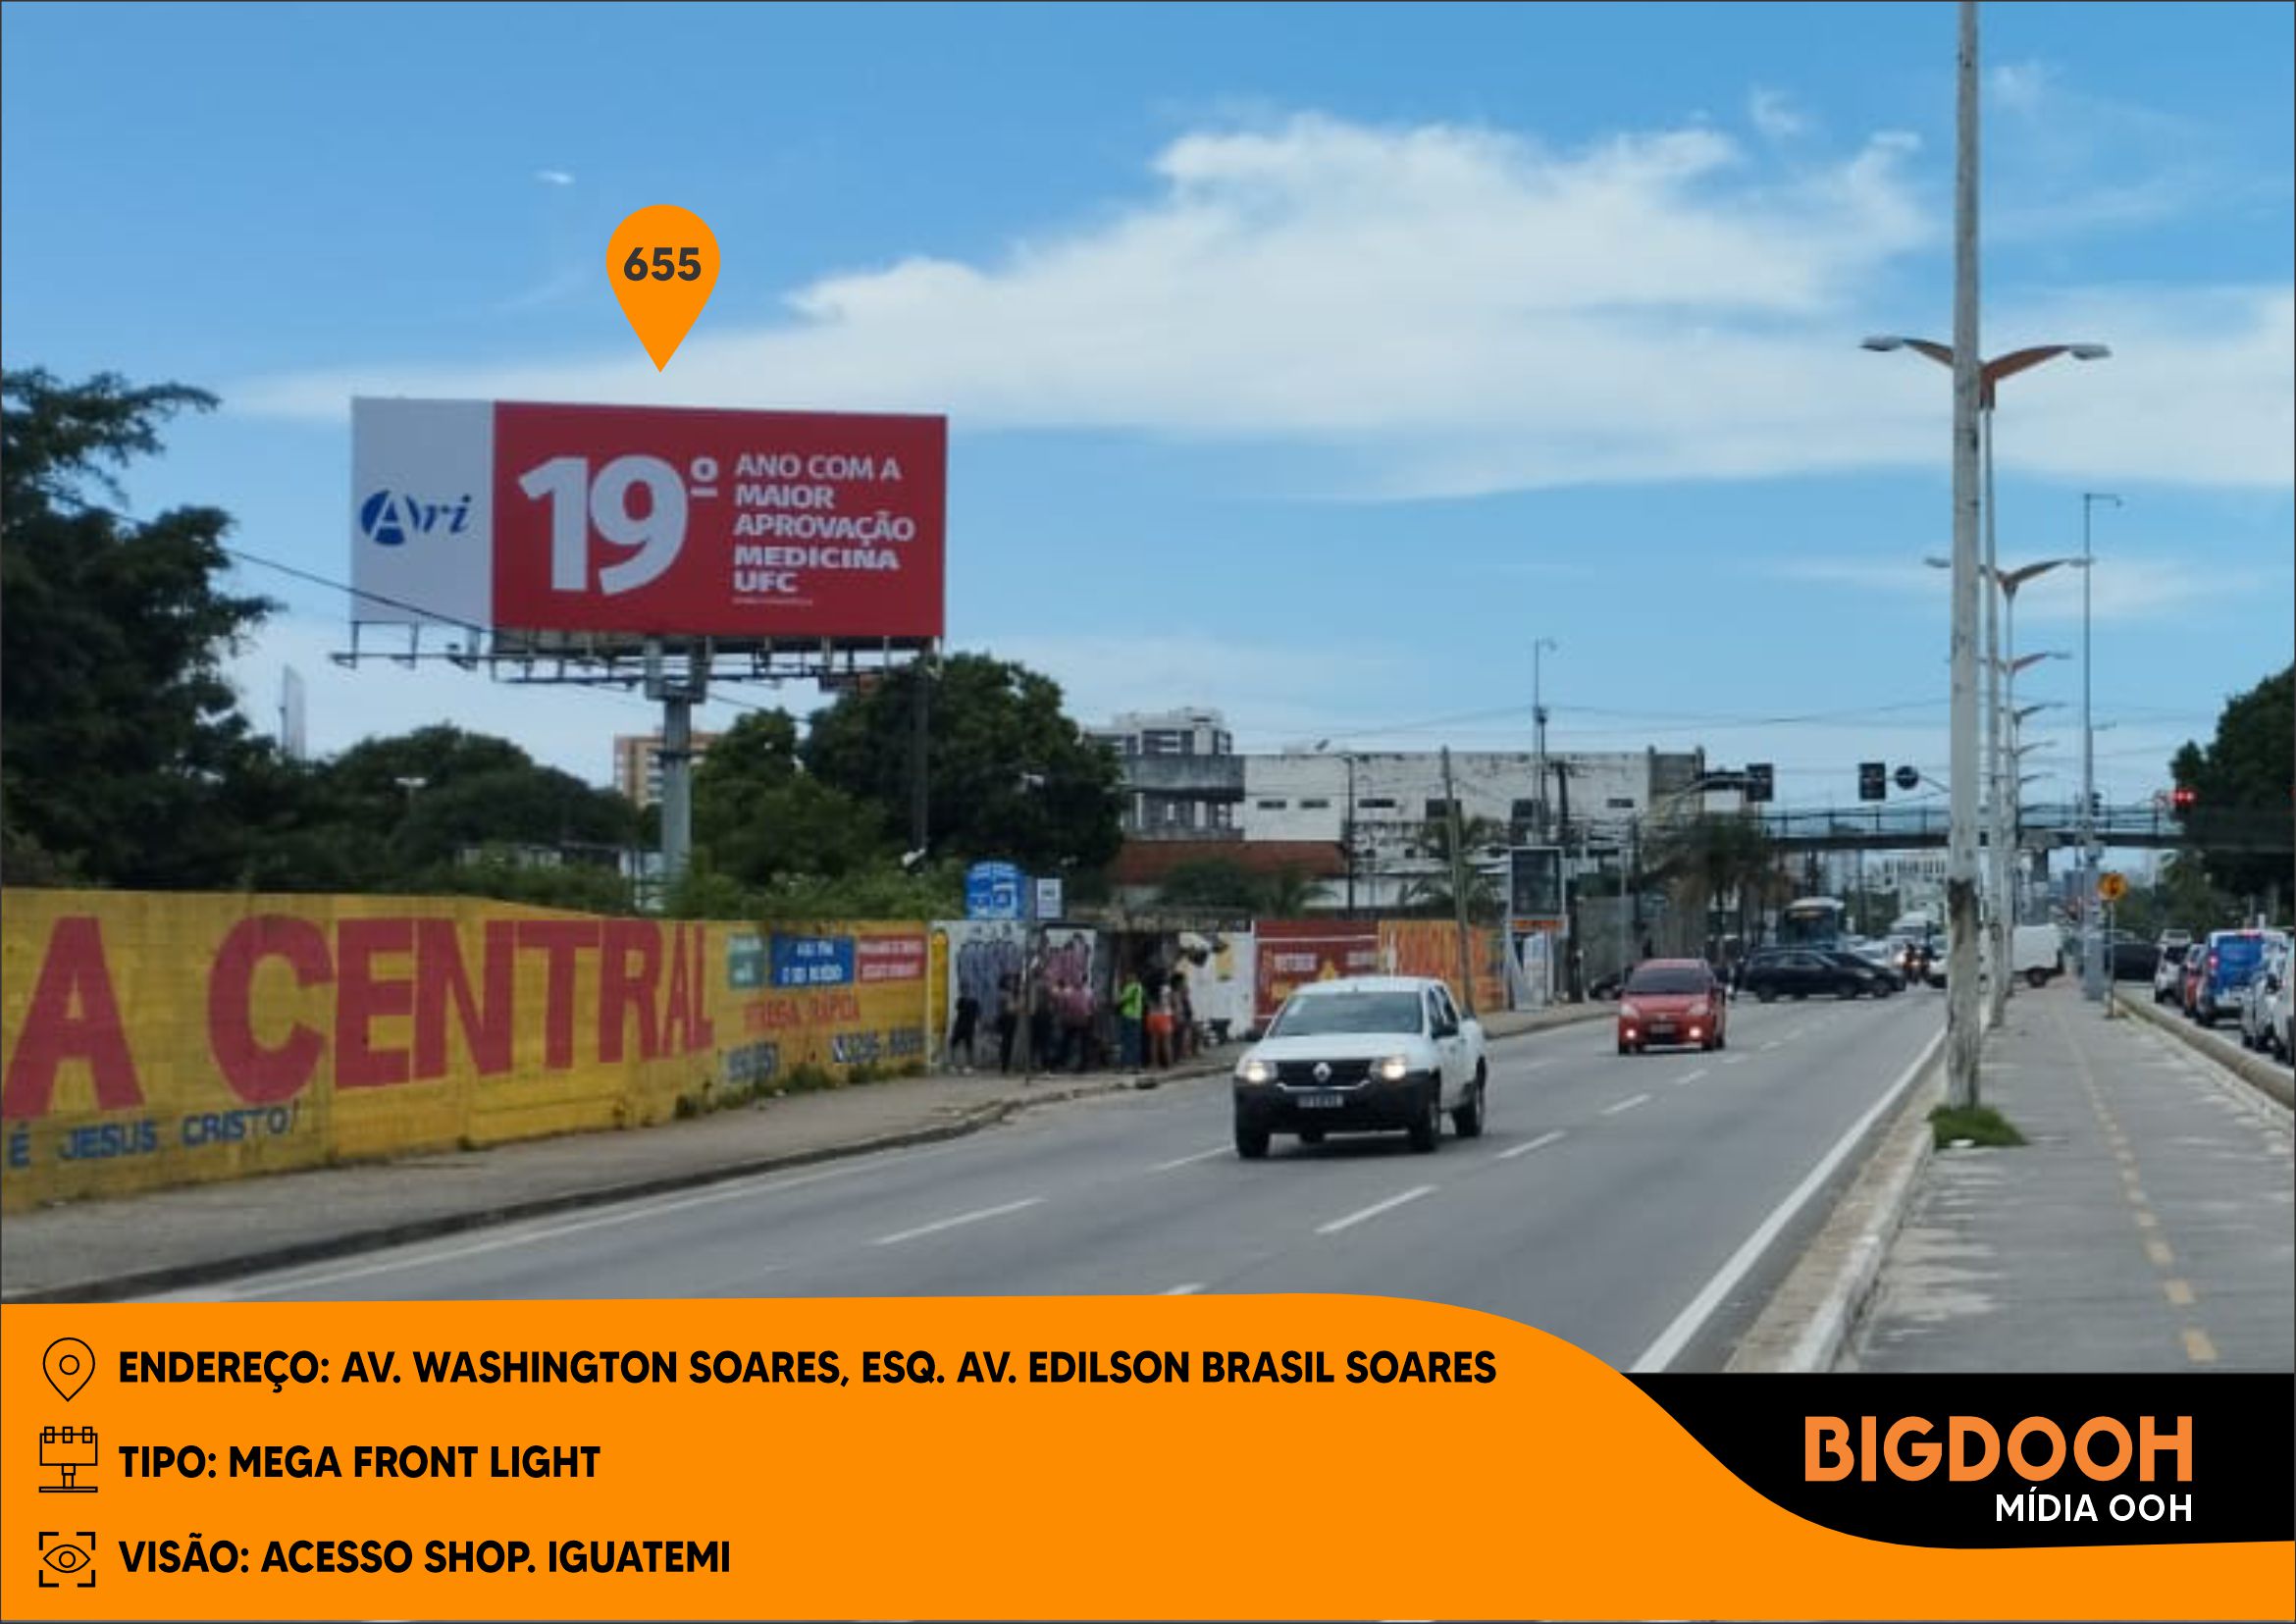 655
Ari
19º
ANO COM A
MAIOR
APROVAÇÃO
MEDICINA
UFC
A CENTRAL
É JESUS CRISTO!
ENDEREÇO: AV. WASHINGTON SOARES, ESQ. AV. EDILSON BRASIL SOARES
TIPO: MEGA FRONT LIGHT
VISÃO: ACESSO SHOP. IGUATEMI
BIGDOOH
MÍDIA OOH